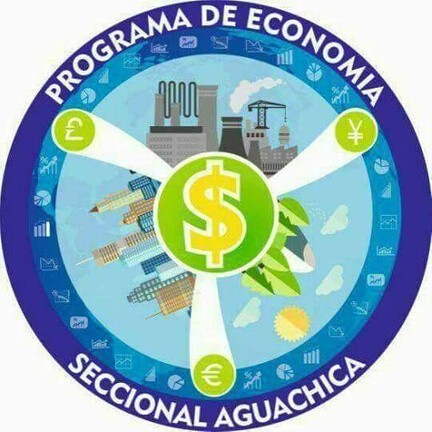 PROGRAMA DE ECONOMIA
£
¥
$
€
SECCIONAL AGUACHICA